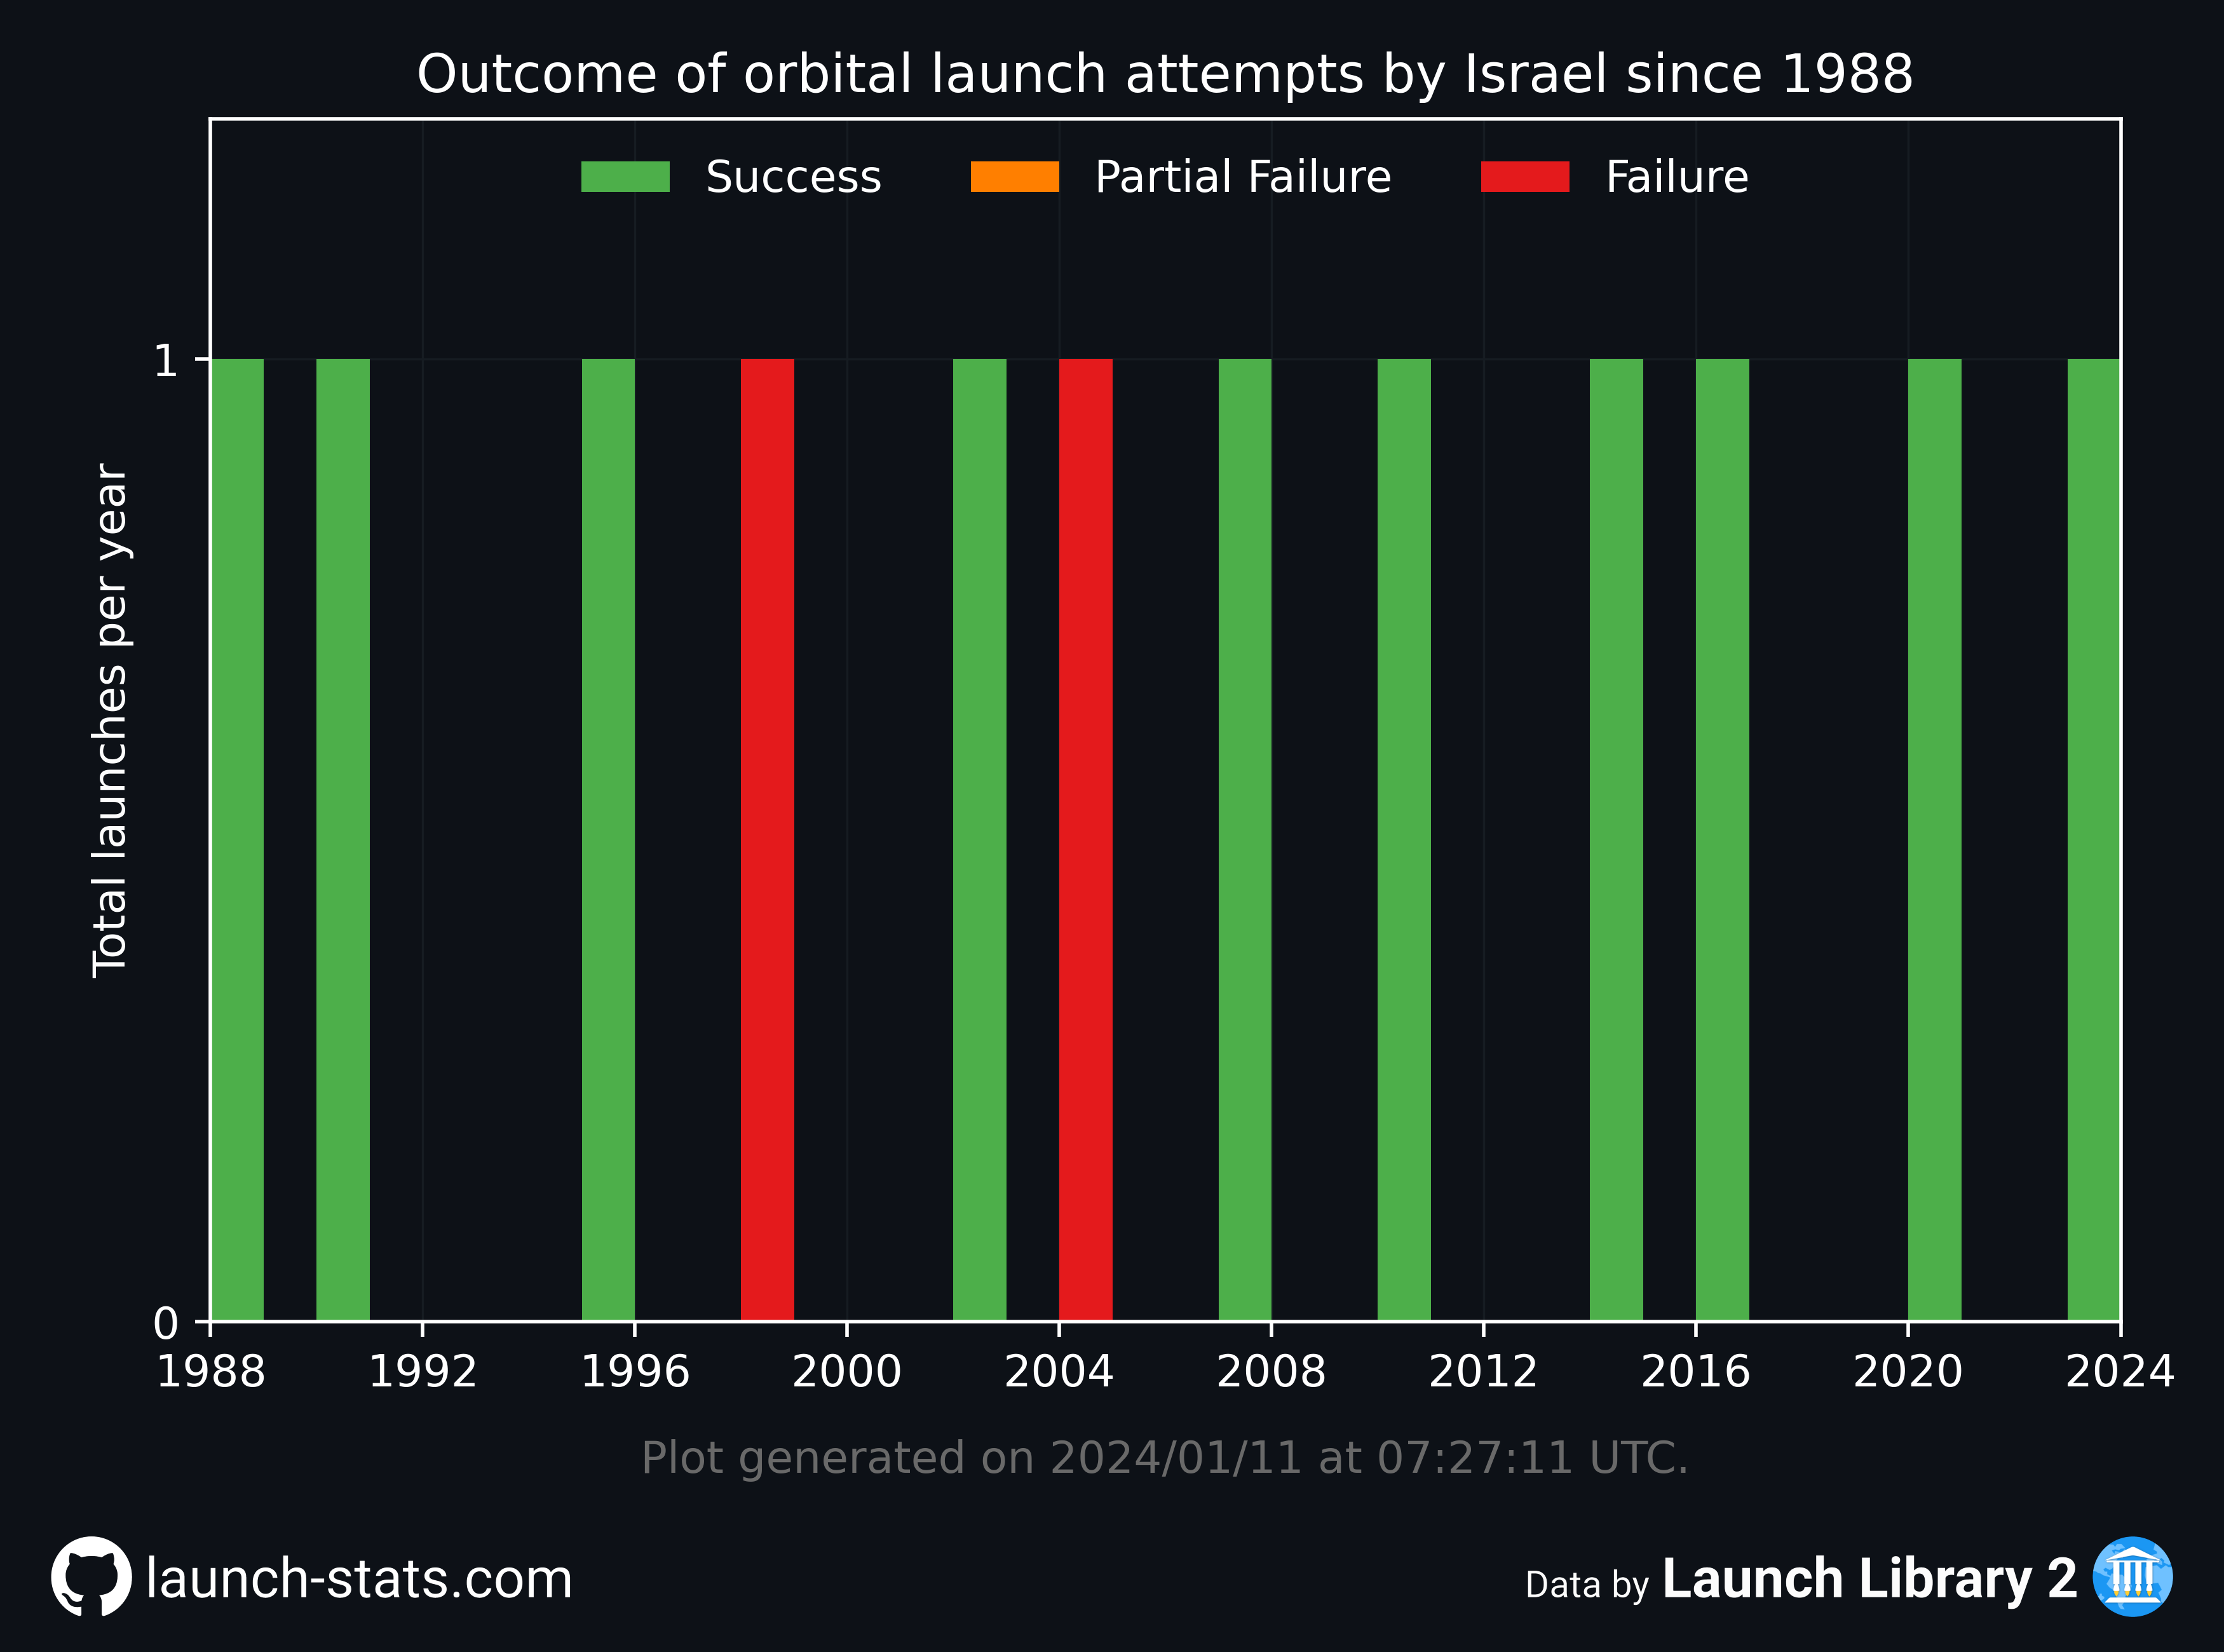 Outcome of orbital launch attempts by Israel since 1988
Success Partial Failure Failure
Total launches per year
1
0
1988 1992 1996 2000 2004 2008 2012 2016 2020 2024
Plot generated on 2024/01/11 at 07:27:11 UTC.
launch-stats.com
Data by Launch Library 2